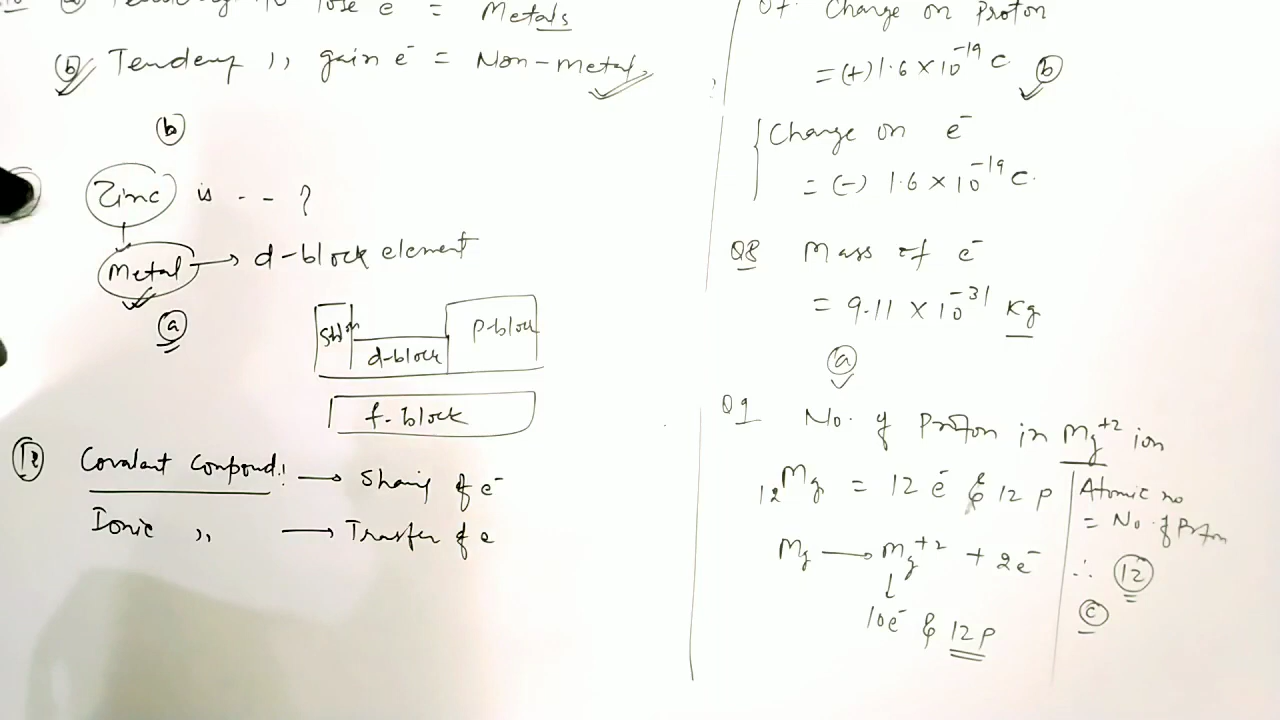 lose e = Metals
(b) Tendency ,, gain e⁻ = Non-metal
(b)
Zinc is - - - ?
Metal → d-block element
(a)
p-block
d-block
f-block
12 Covalent Compound: → Sharing of e⁻
Ionic ,, → Trasfer of e
07. Charge on Proton
= (+) 1.6 × 10⁻¹⁹ C (b)
{ Charge on e⁻
= (-) 1.6 × 10⁻¹⁹ C.
Q8 Mass of e⁻
= 9.11 × 10⁻³¹ Kg
(a)
Q9 No. of Proton in Mg⁺² ion
₁₂Mg = 12 e⁻ & 12 p
Mg → Mg⁺² + 2e⁻
10e⁻ & 12p
Atomic no
= No. of Proton
∴ 12
(c)